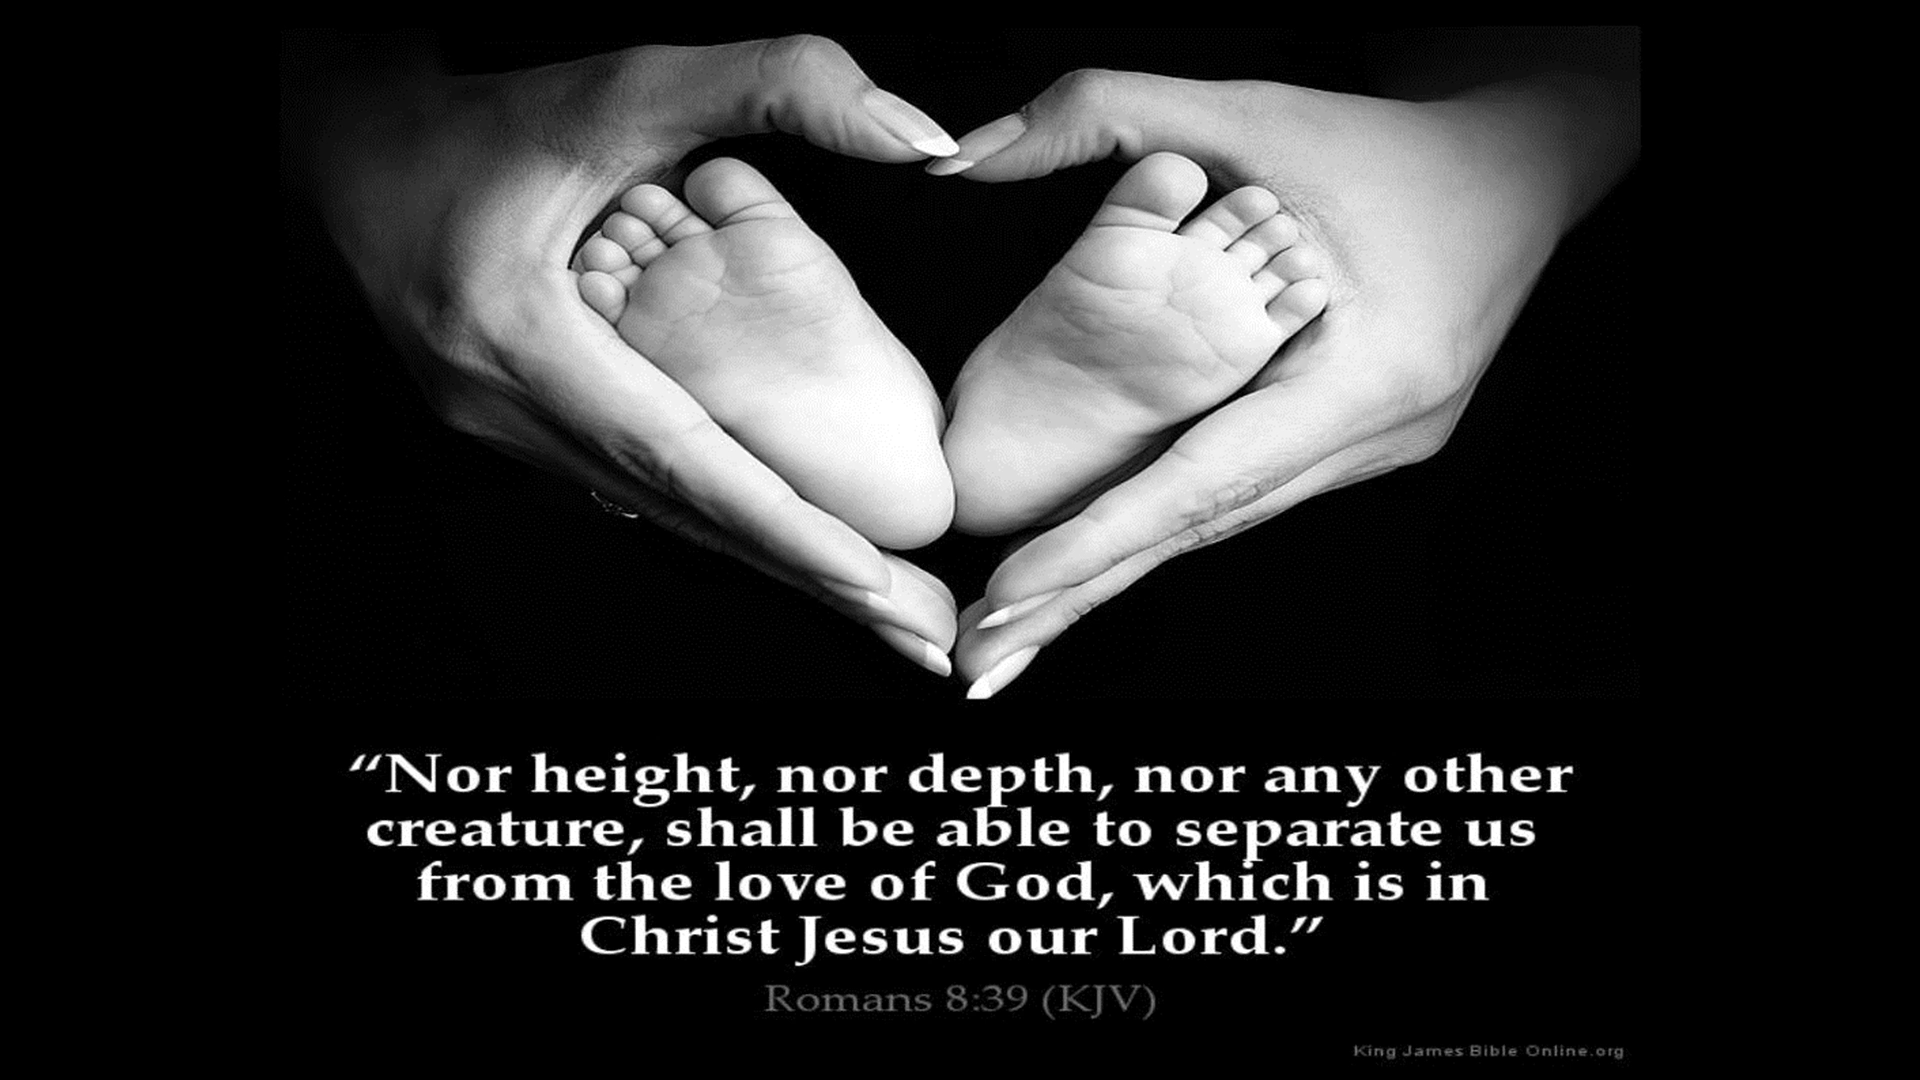 “Nor height, nor depth, nor any other
creature, shall be able to separate us
from the love of God, which is in
Christ Jesus our Lord.”
Romans 8:39 (KJV)
King James Bible Online.org